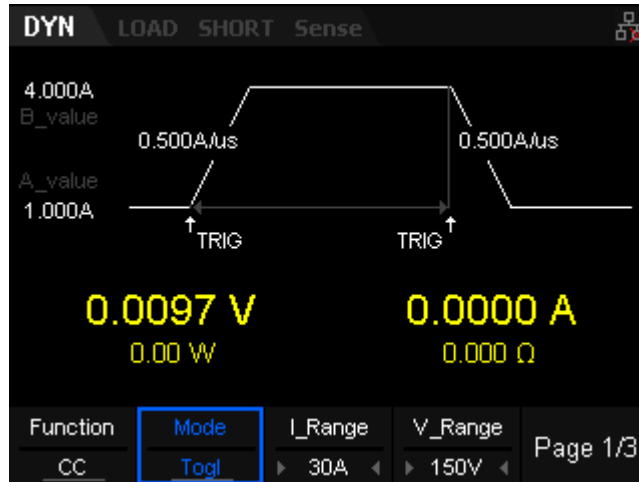 DYN LOAD SHORT Sense
4.000A
B_value
0.500A/us 0.500A/us
A_value
1.000A
TRIG TRIG
0.0097 V 0.0000 A
0.00 W 0.000 Ω
Function Mode I_Range V_Range Page 1/3
CC Togl 30A 150V